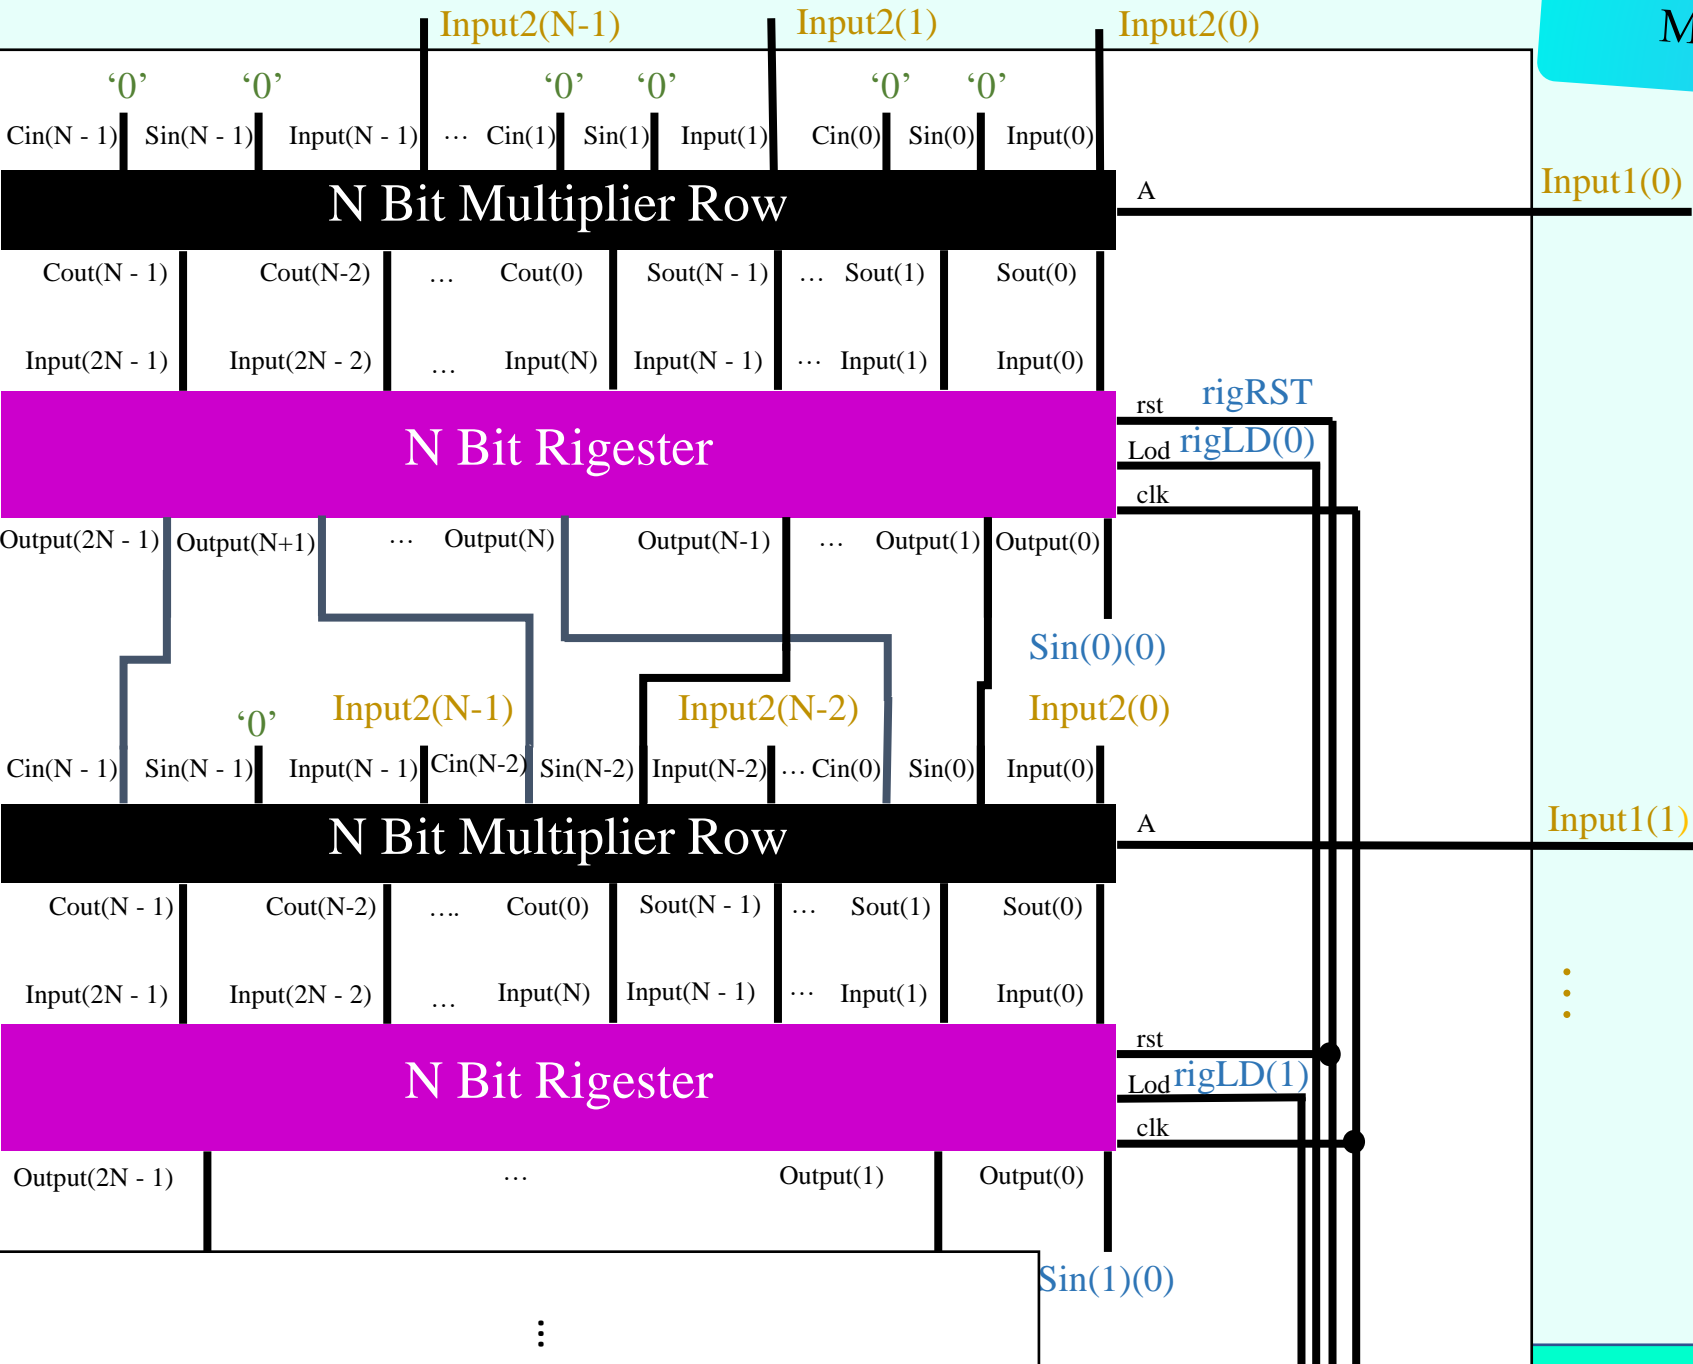 Input2(N-1) Input2(1) Input2(0) M
‘0’ ‘0’ ‘0’ ‘0’ ‘0’ ‘0’
Cin(N - 1) Sin(N - 1) Input(N - 1) … Cin(1) Sin(1) Input(1) Cin(0) Sin(0) Input(0)
N Bit Multiplier Row A Input1(0)
Cout(N - 1) Cout(N-2) … Cout(0) Sout(N - 1) … Sout(1) Sout(0)
Input(2N - 1) Input(2N - 2) … Input(N) Input(N - 1) … Input(1) Input(0)
rst rigRST
N Bit Rigester Lod rigLD(0)
clk
Output(2N - 1) Output(N+1) … Output(N) Output(N-1) … Output(1) Output(0)
Sin(0)(0)
‘0’ Input2(N-1) Input2(N-2) Input2(0)
Cin(N - 1) Sin(N - 1) Input(N - 1) Cin(N-2) Sin(N-2) Input(N-2) … Cin(0) Sin(0) Input(0)
N Bit Multiplier Row A Input1(1)
Cout(N - 1) Cout(N-2) …. Cout(0) Sout(N - 1) … Sout(1) Sout(0)
Input(2N - 1) Input(2N - 2) … Input(N) Input(N - 1) … Input(1) Input(0)
rst
N Bit Rigester Lod rigLD(1)
clk
Output(2N - 1) … Output(1) Output(0)
Sin(1)(0)